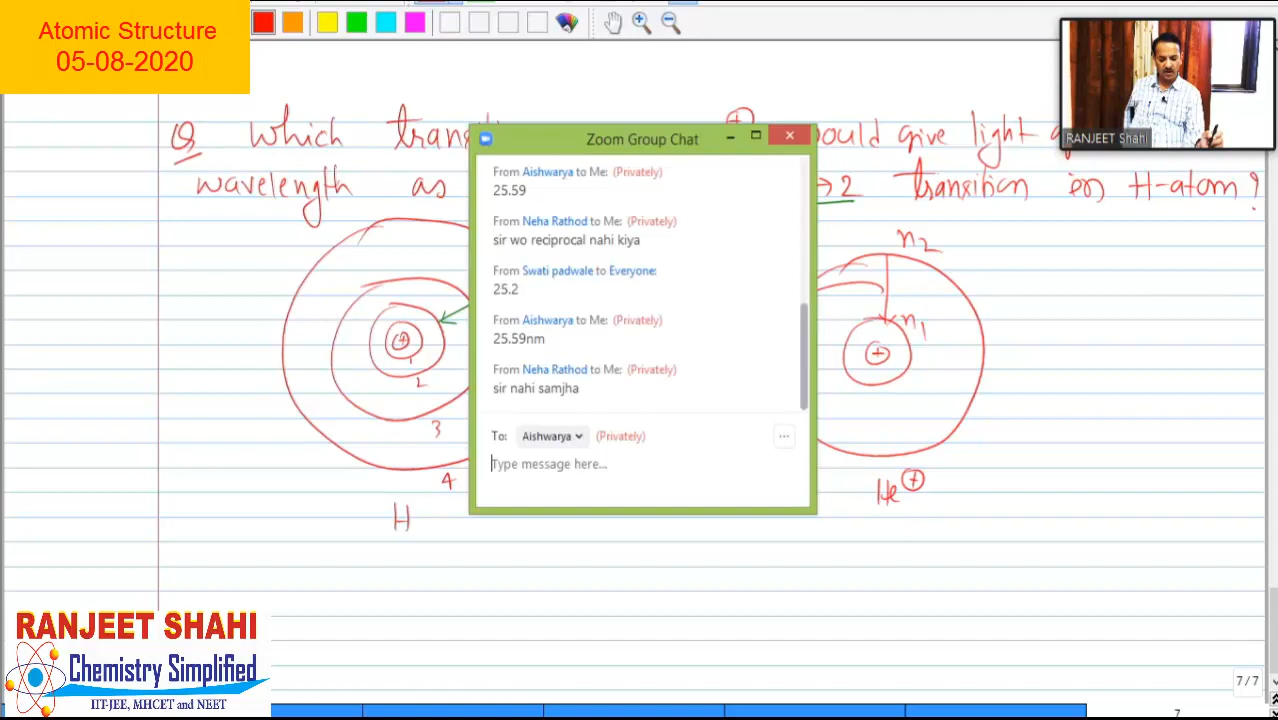 Atomic Structure
05-08-2020
RANJEET Shahi
Q Which
ould give light
wavelength as
→ 2 transition in H-atom?
Zoom Group Chat
From Aishwarya to Me: (Privately)
25.59
From Neha Rathod to Me: (Privately)
sir wo reciprocal nahi kiya
From Swati padwale to Everyone:
25.2
From Aishwarya to Me: (Privately)
25.59nm
From Neha Rathod to Me: (Privately)
sir nahi samjha
To: Aishwarya (Privately)
...
Type message here...
+
1
2
3
4
H
n2
n1
+
He+
RANJEET SHAHI
Chemistry Simplified
IIT-JEE, MHCET and NEET
7/7
7